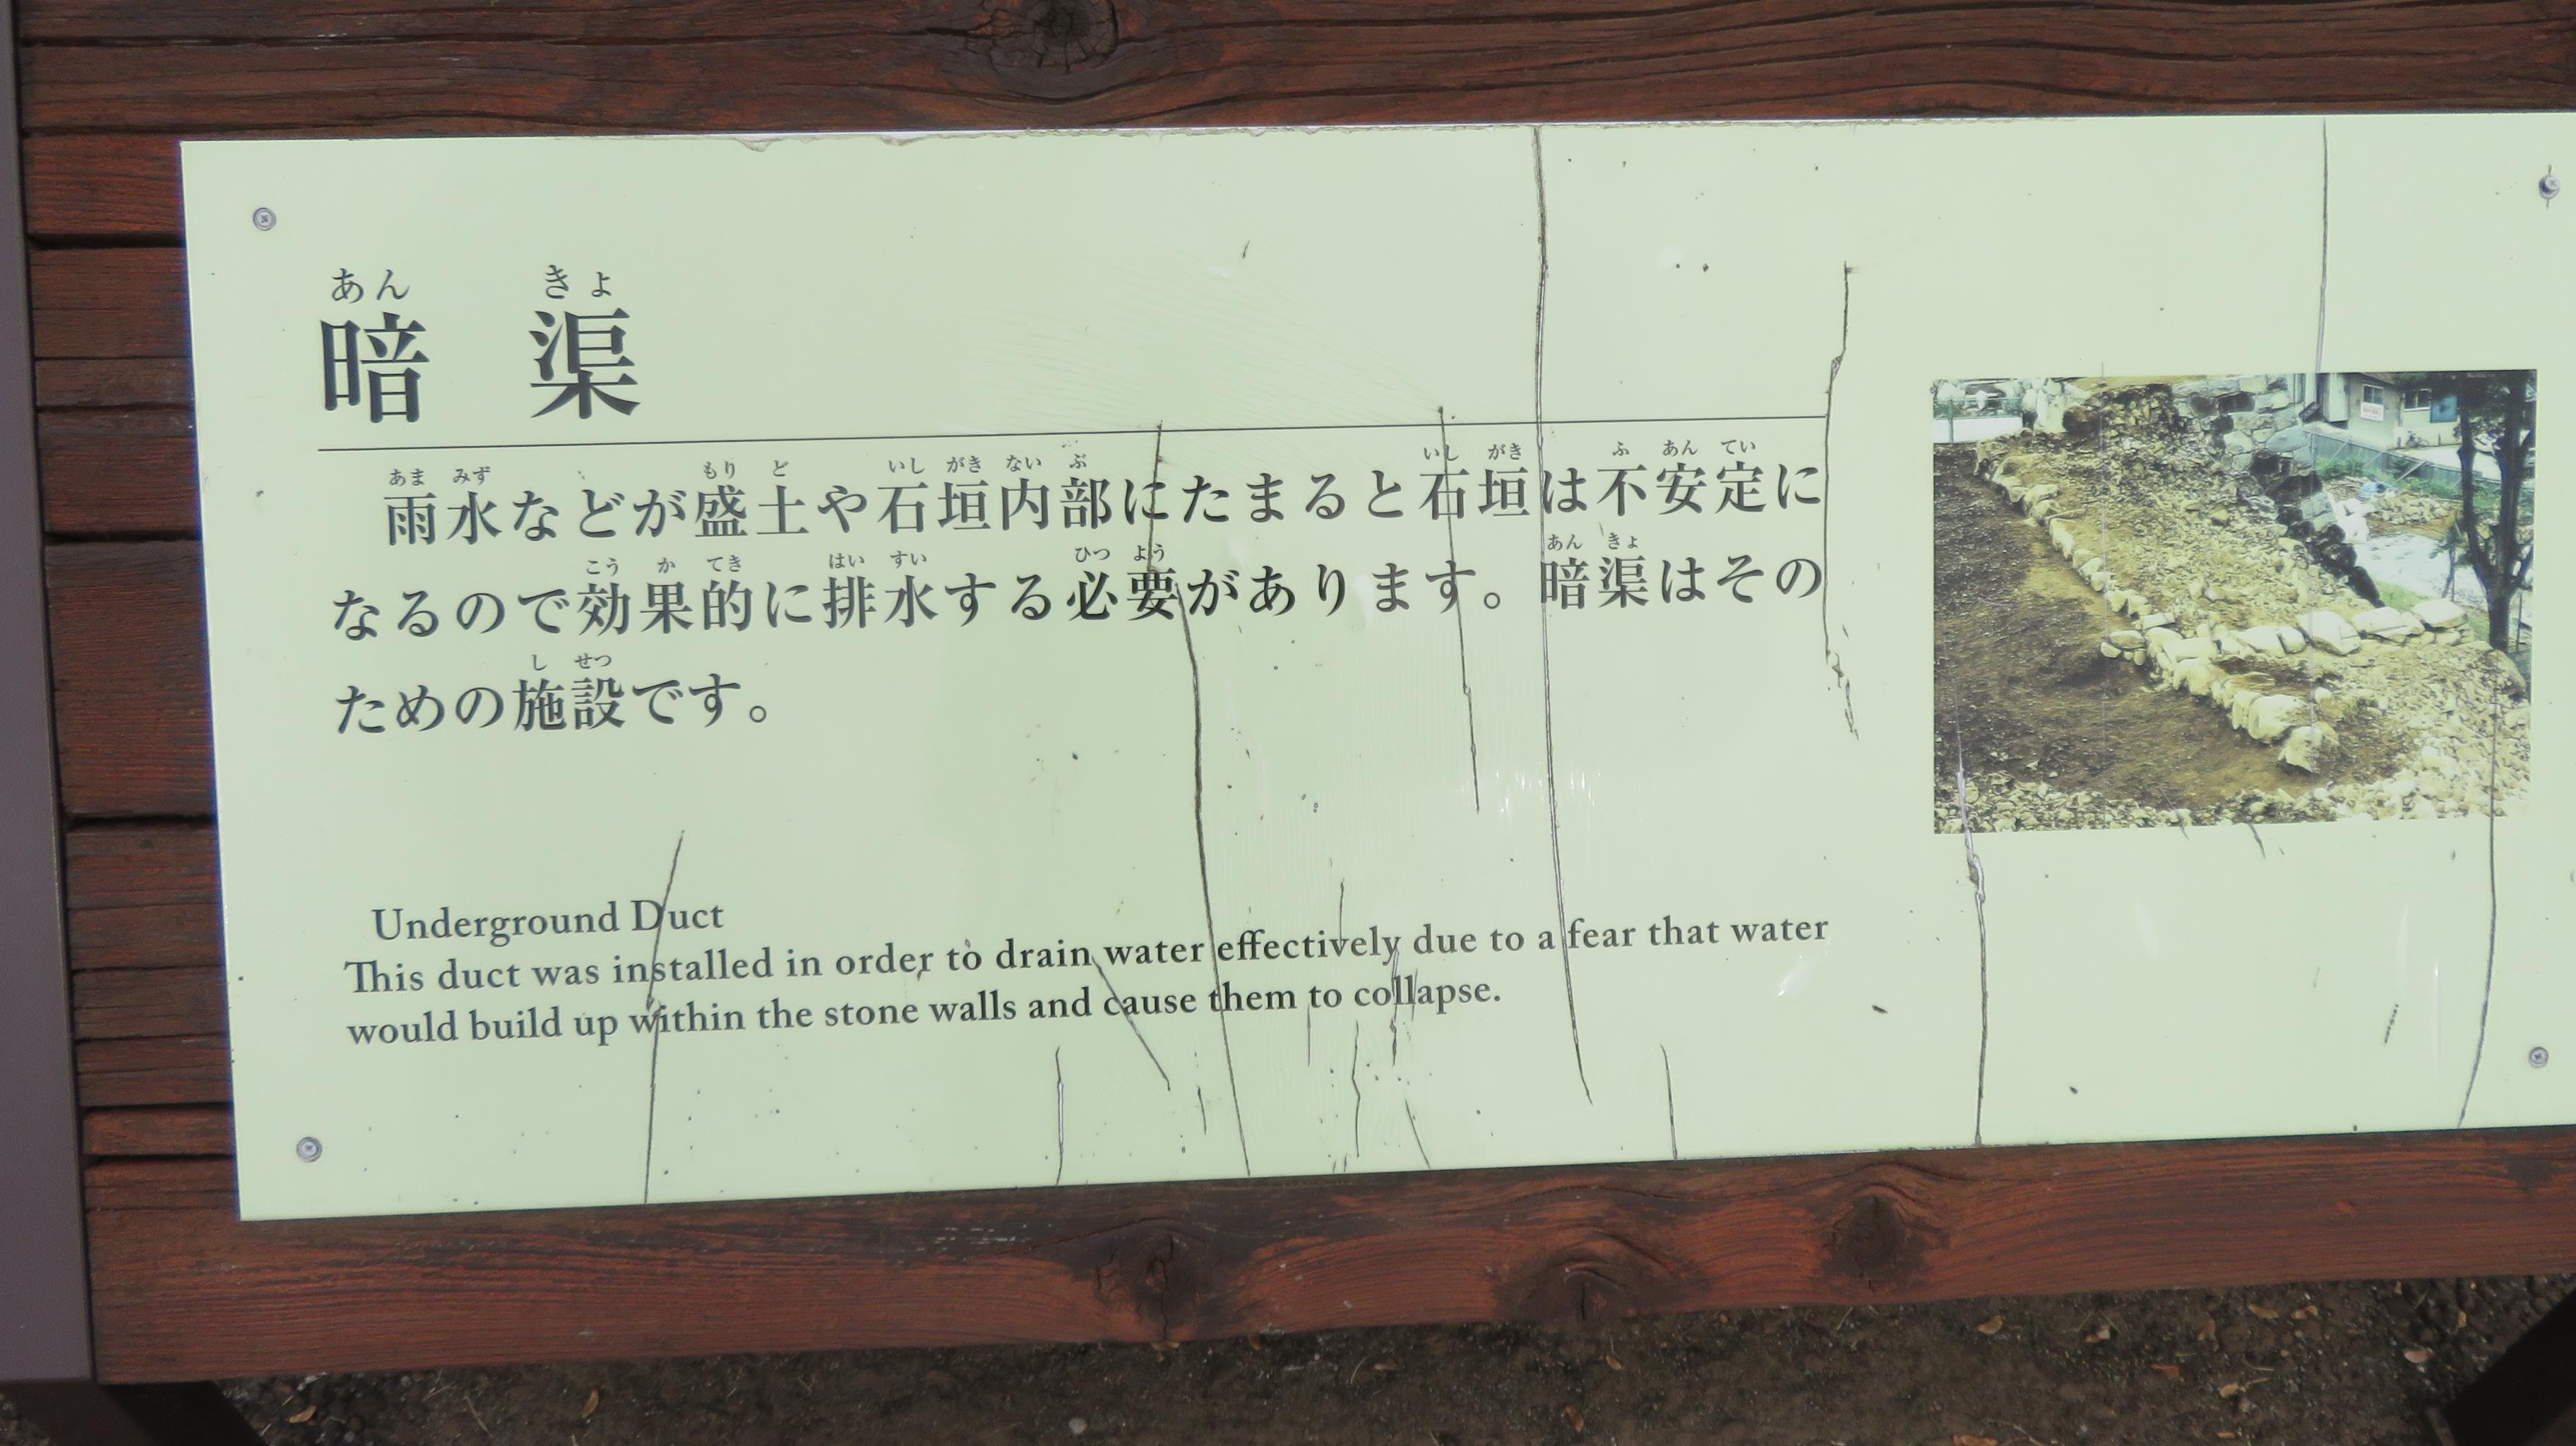 あん きょ
暗 渠
あま みず もり ど いし がき ない ぶ いし がき ふ あん てい
雨水などが盛土や石垣内部にたまると石垣は不安定に
こう か てき はい すい ひつ よう あん きょ
なるので効果的に排水する必要があります。暗渠はその
し せつ
ための施設です。
Underground Duct
This duct was installed in order to drain water effectively due to a fear that water
would build up within the stone walls and cause them to collapse.